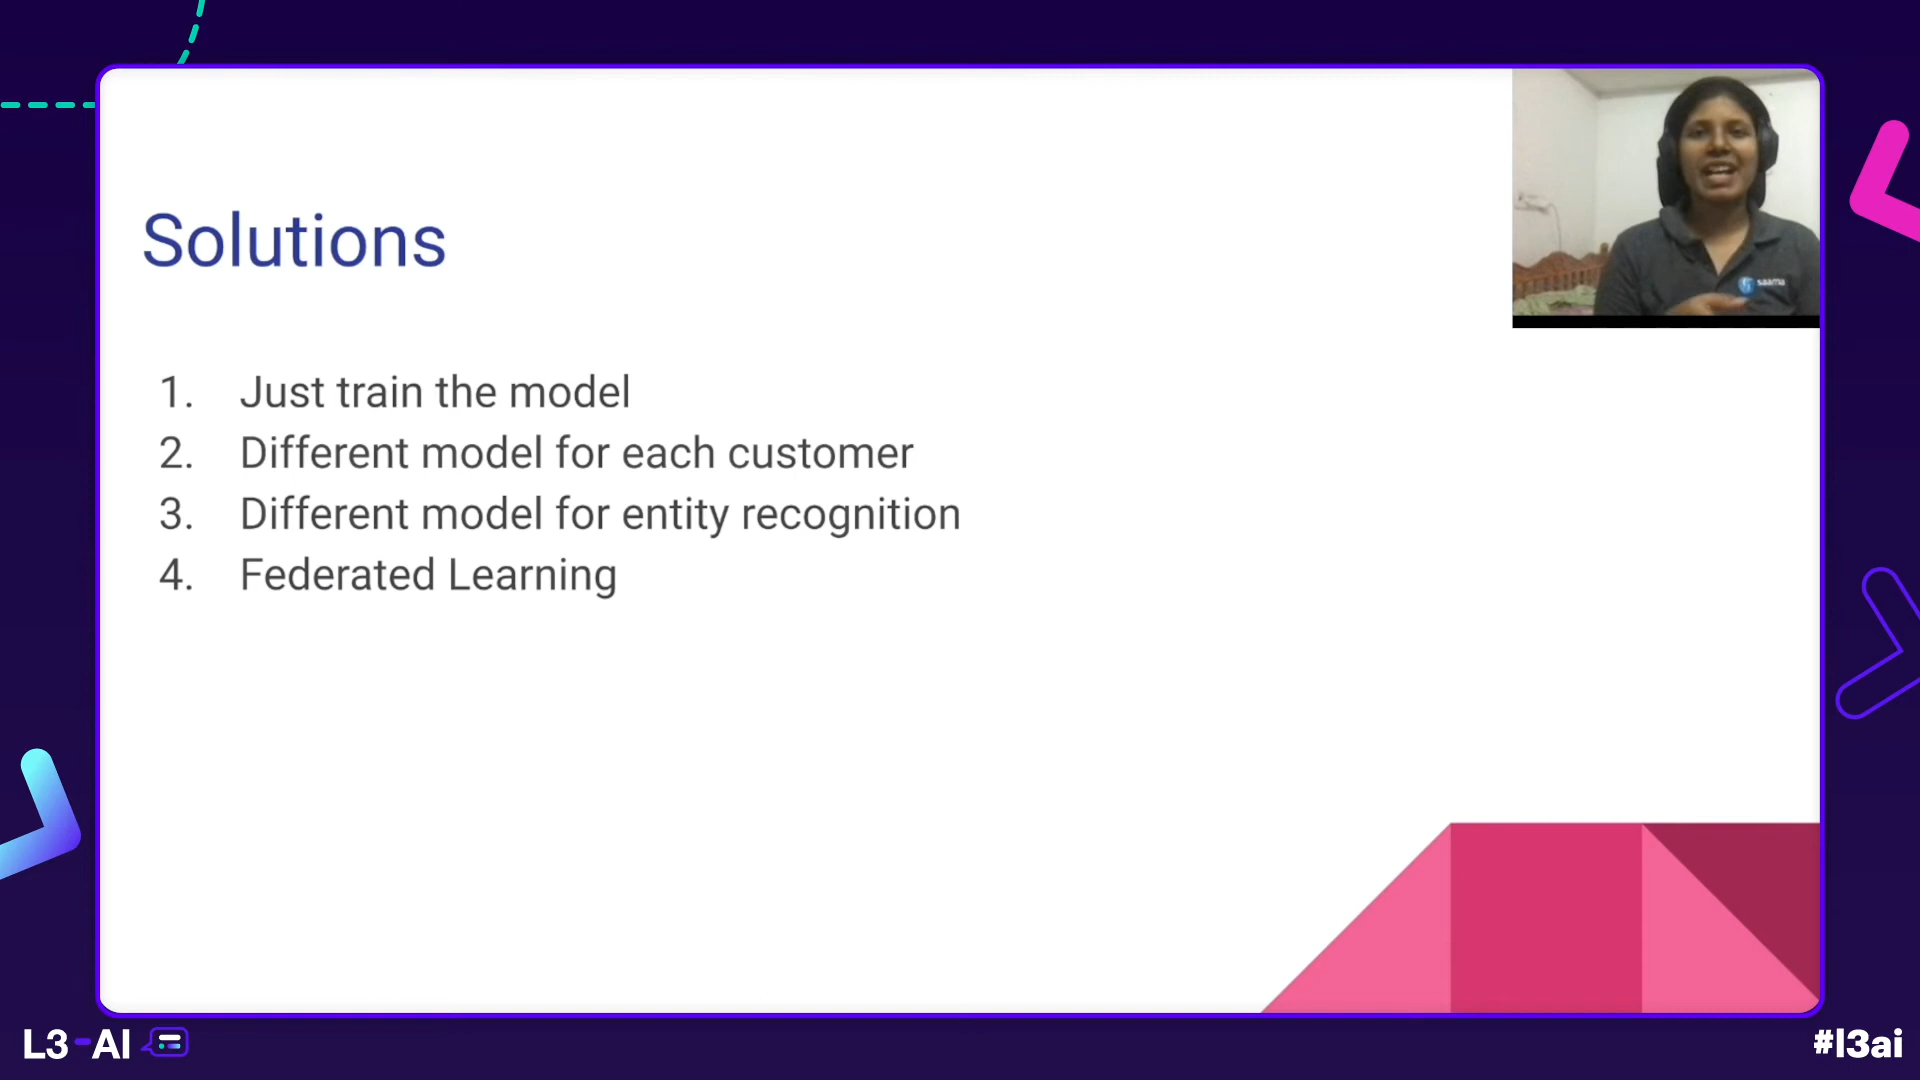 Solutions
1. Just train the model
2. Different model for each customer
3. Different model for entity recognition
4. Federated Learning
saama
L3-AI
#l3ai